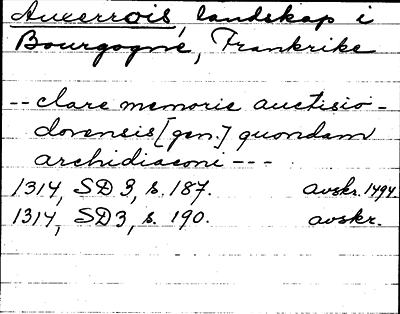 Auxerrois, landskap i
Bourgogne, Frankrike
-- clare memorie auctisio-
dorensis [gen.] quondam
archidiaconi ---
1314, SD 3, s. 187. avskr. 1494.
1314, SD 3, s. 190. avskr.